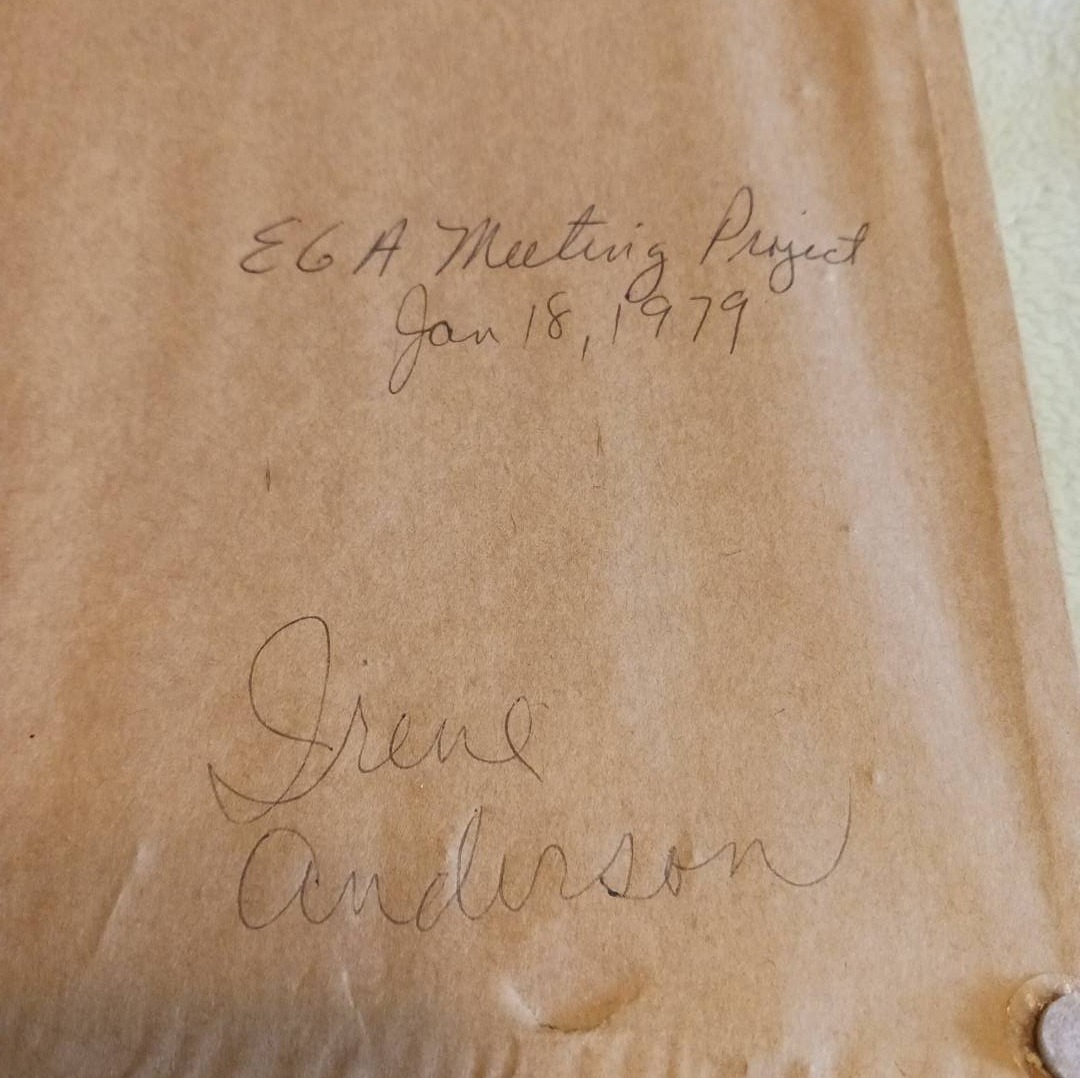 EGA Meeting Project
Jan 18, 1979
Irene
Anderson